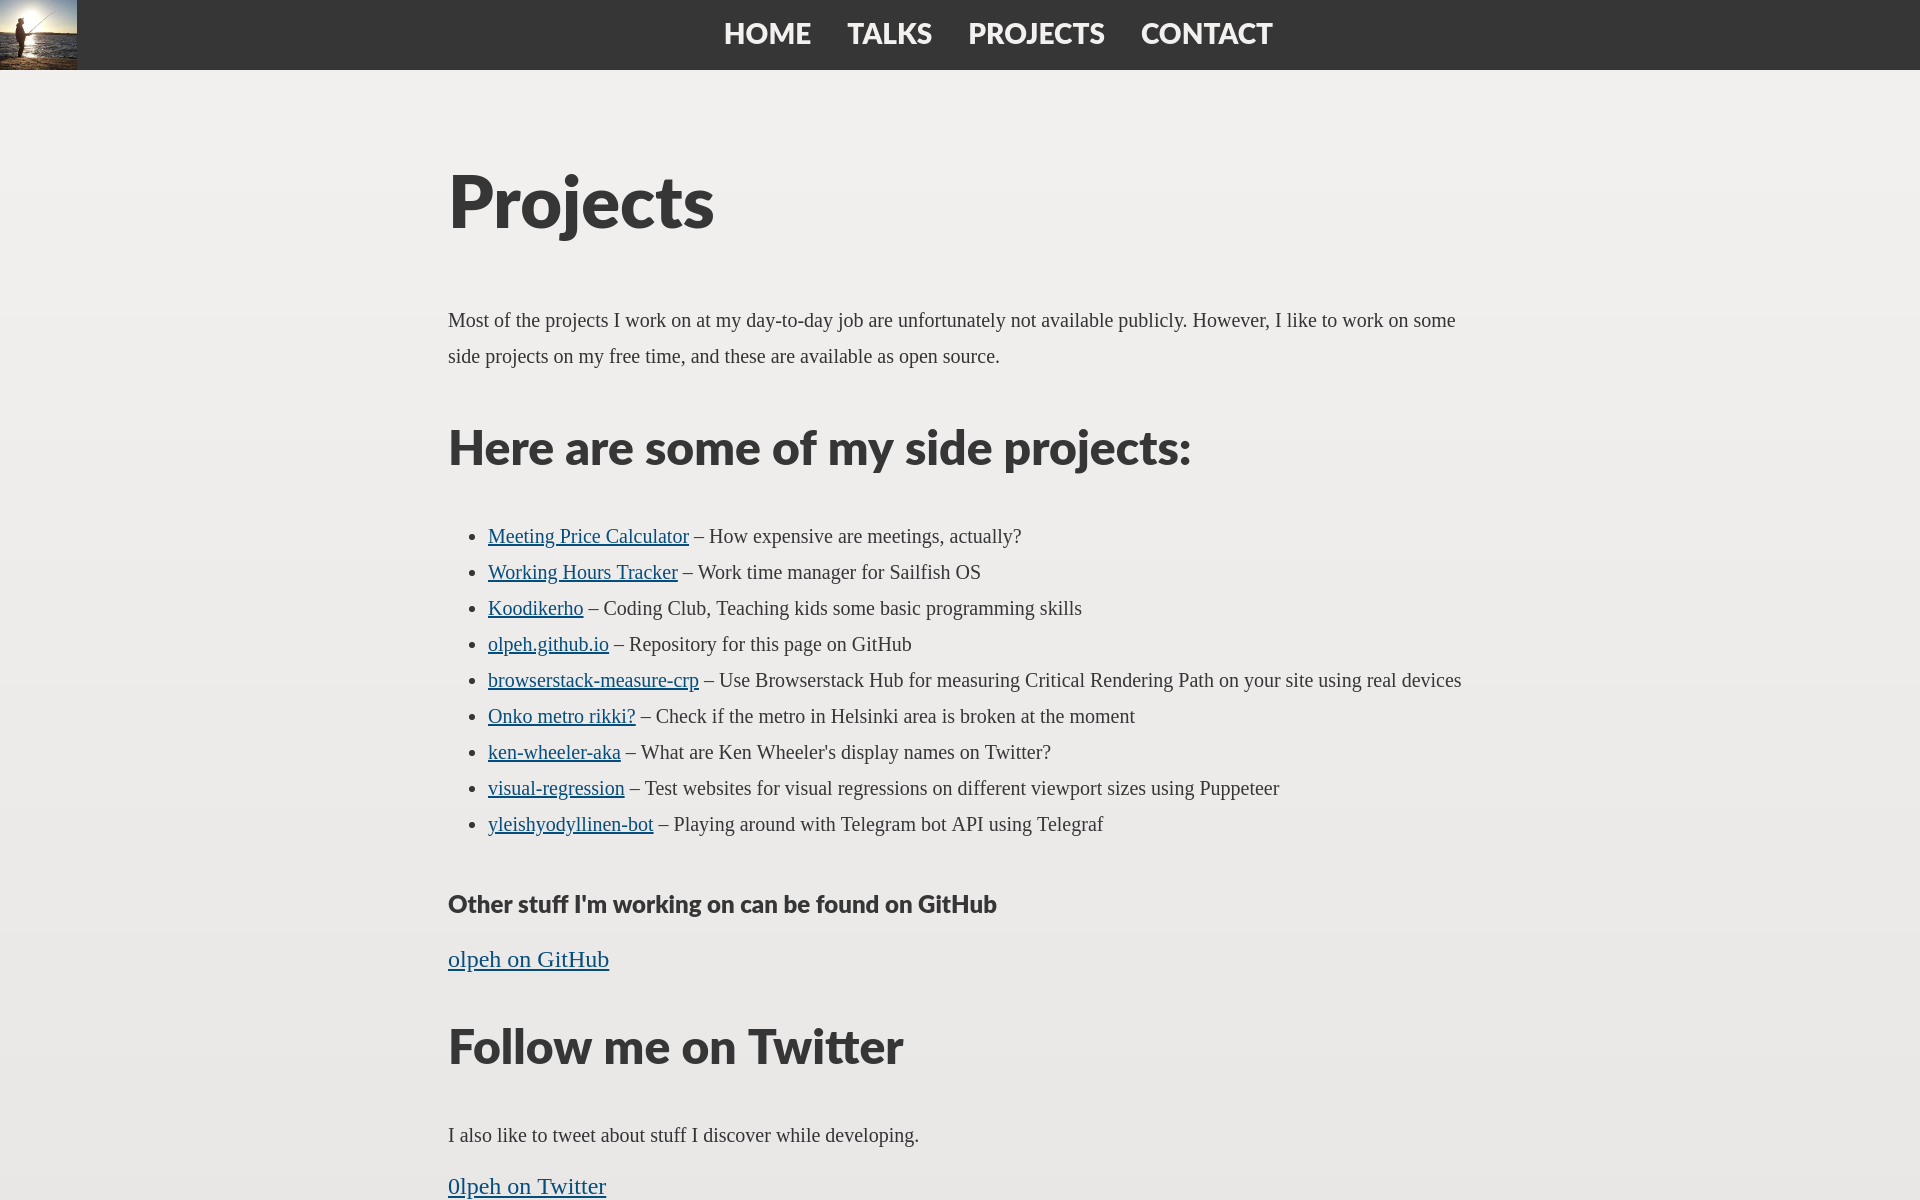 HOME TALKS PROJECTS CONTACT
Projects
Most of the projects I work on at my day-to-day job are unfortunately not available publicly. However, I like to work on some
side projects on my free time, and these are available as open source.
Here are some of my side projects:
• Meeting Price Calculator – How expensive are meetings, actually?
• Working Hours Tracker – Work time manager for Sailfish OS
• Koodikerho – Coding Club, Teaching kids some basic programming skills
• olpeh.github.io – Repository for this page on GitHub
• browserstack-measure-crp – Use Browserstack Hub for measuring Critical Rendering Path on your site using real devices
• Onko metro rikki? – Check if the metro in Helsinki area is broken at the moment
• ken-wheeler-aka – What are Ken Wheeler's display names on Twitter?
• visual-regression – Test websites for visual regressions on different viewport sizes using Puppeteer
• yleishyodyllinen-bot – Playing around with Telegram bot API using Telegraf
Other stuff I'm working on can be found on GitHub
olpeh on GitHub
Follow me on Twitter
I also like to tweet about stuff I discover while developing.
0lpeh on Twitter